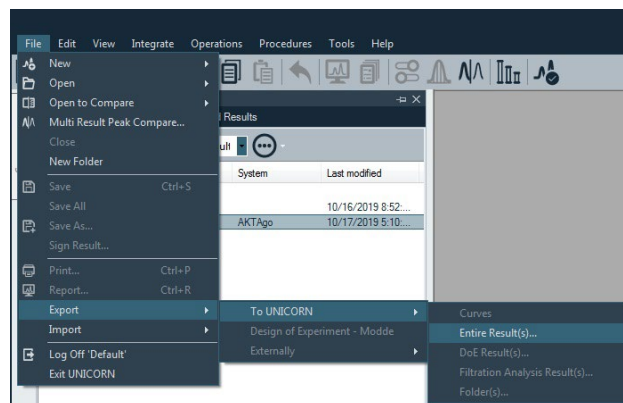 File Edit View Integrate Operations Procedures Tools Help
New
Open
Open to Compare
Multi Result Peak Compare...
Close
New Folder
Save Ctrl+S
Save All
Save As...
Sign Result...
Print... Ctrl+P
Report... Ctrl+R
Export
Import
Log Off 'Default'
Exit UNICORN
Results
System Last modified
10/16/2019 8:52:...
AKTAgo 10/17/2019 5:10:...
To UNICORN
Design of Experiment - Modde
Externally
Curves
Entire Result(s)...
DoE Result(s)...
Filtration Analysis Result(s)...
Folder(s)...